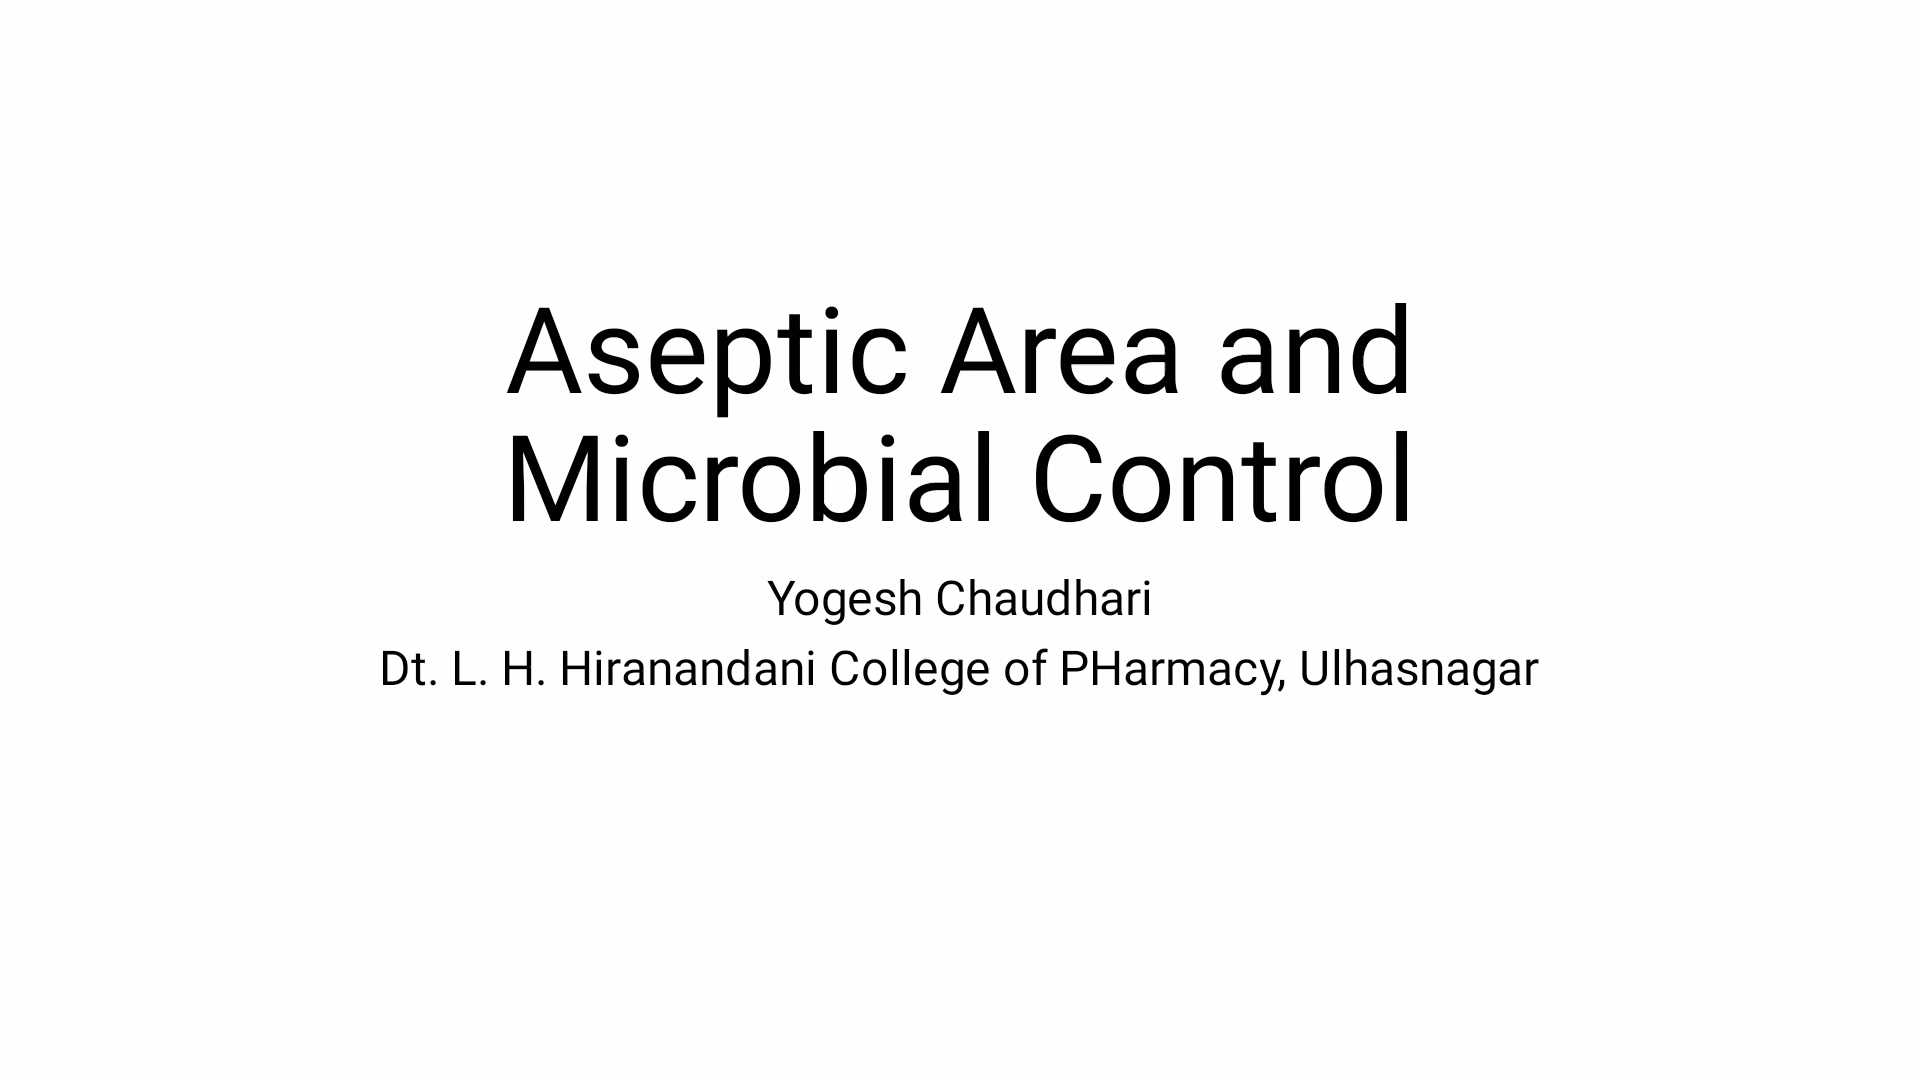 Aseptic Area and
Microbial Control
Yogesh Chaudhari
Dt. L. H. Hiranandani College of PHarmacy, Ulhasnagar